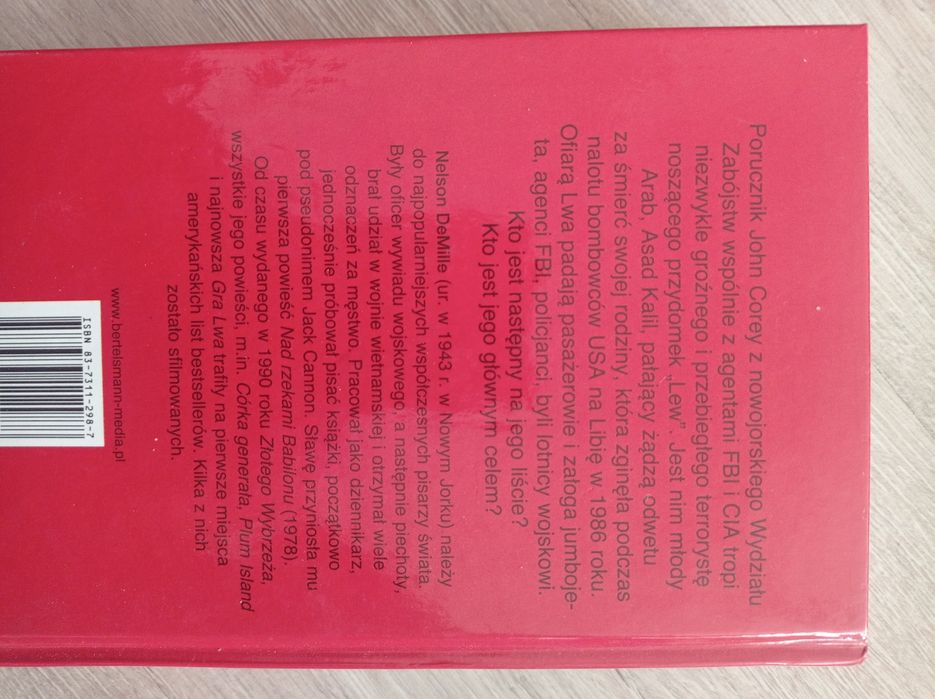 Porucznik John Corey z nowojorskiego Wydziału
Zabójstw wspólnie z agentami FBI i CIA tropi
niezwykle groźnego i przebiegłego terrorystę
noszącego przydomek „Lew”. Jest nim młody
Arab, Asad Kalil, pałający żądzą odwetu
za śmierć swojej rodziny, która zginęła podczas
nalotu bombowców USA na Libię w 1986 roku.
Ofiarą Lwa padają pasażerowie i załoga jumboje-
ta, agenci FBI, policjanci, byli lotnicy wojskowi.
Kto jest następny na jego liście?
Kto jest jego głównym celem?
Nelson DeMille (ur. w 1943 r. w Nowym Jorku) należy
do najpopularniejszych współczesnych pisarzy świata.
Były oficer wywiadu wojskowego, a następnie piechoty,
brał udział w wojnie wietnamskiej i otrzymał wiele
odznaczeń za męstwo. Pracował jako dziennikarz,
jednocześnie próbował pisać książki, początkowo
pod pseudonimem Jack Cannon. Sławę przyniosła mu
pierwsza powieść Nad rzekami Babilonu (1978).
Od czasu wydanego w 1990 roku Złotego Wybrzeża,
wszystkie jego powieści, m.in. Córka generała, Plum Island
i najnowsza Gra Lwa trafiły na pierwsze miejsca
amerykańskich list bestsellerów. Kilka z nich
zostało sfilmowanych.
www.bertelsmann-media.pl
ISBN 83-7311-298-7